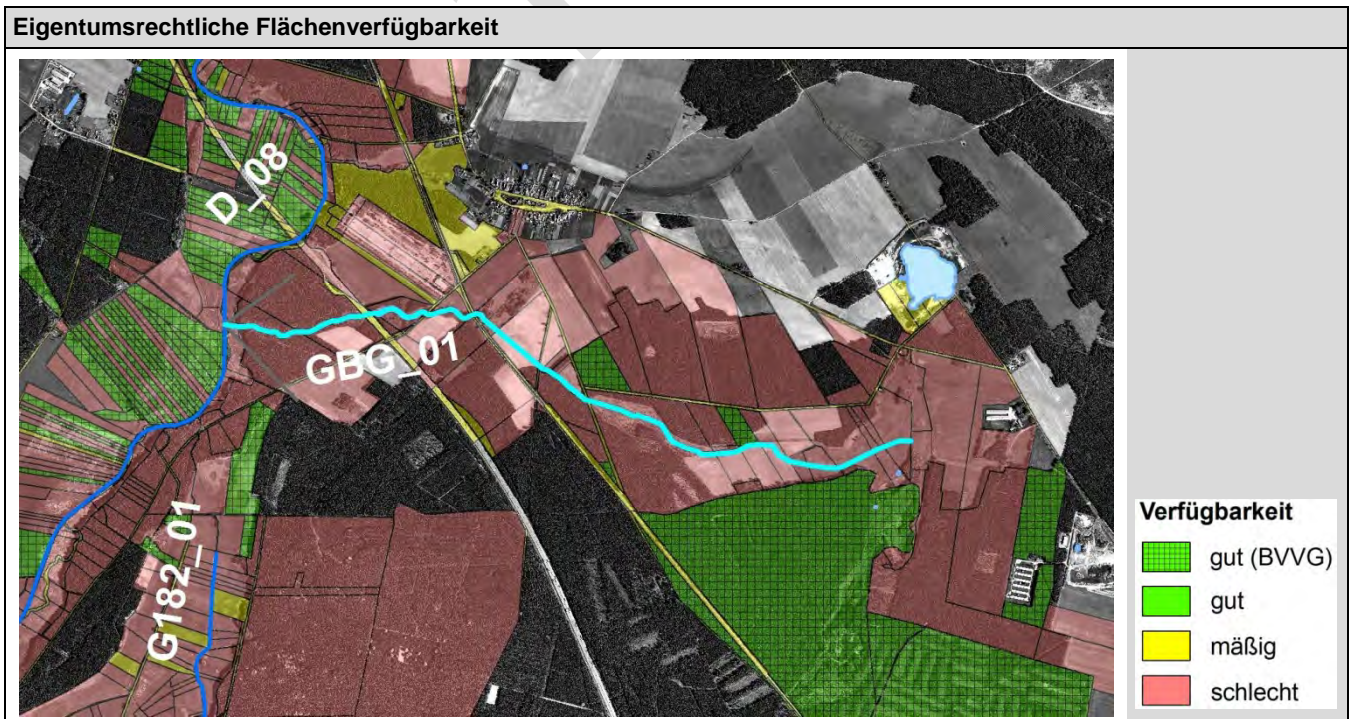 Eigentumsrechtliche Flächenverfügbarkeit
D_08
GBG_01
G182_01
Verfügbarkeit
gut (BVVG)
gut
mäßig
schlecht